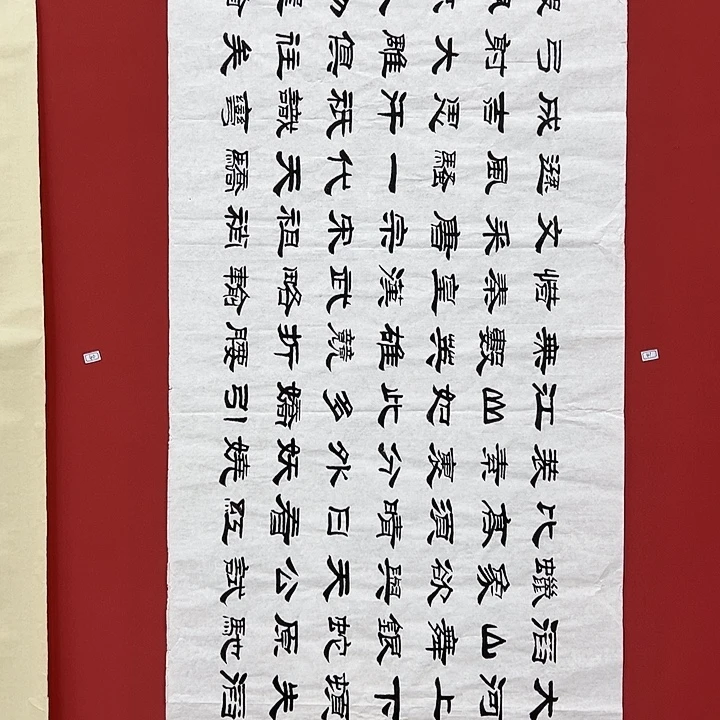 大河上下頓失滔
滔山舞銀蛇原馳
蠟象欲與天公試
比高須晴日看紅
裝素裹分外妖嬈
江山如此多嬌引
無數英雄競折腰
惜秦皇漢武略輸
文采唐宗宋祖稍
遜風騷一代天驕
成吉思汗祇識彎
弓射大雕俱往矣